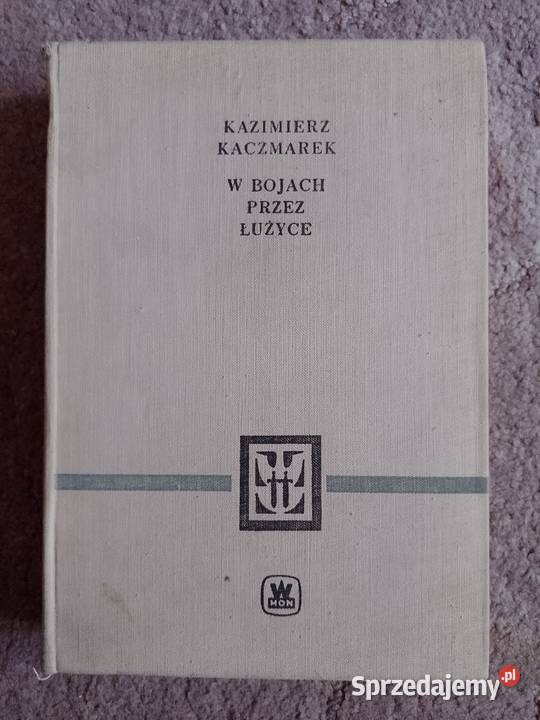 KAZIMIERZ
KACZMAREK
W BOJACH
PRZEZ
ŁUŻYCE
W
MON
Sprzedajemy.pl